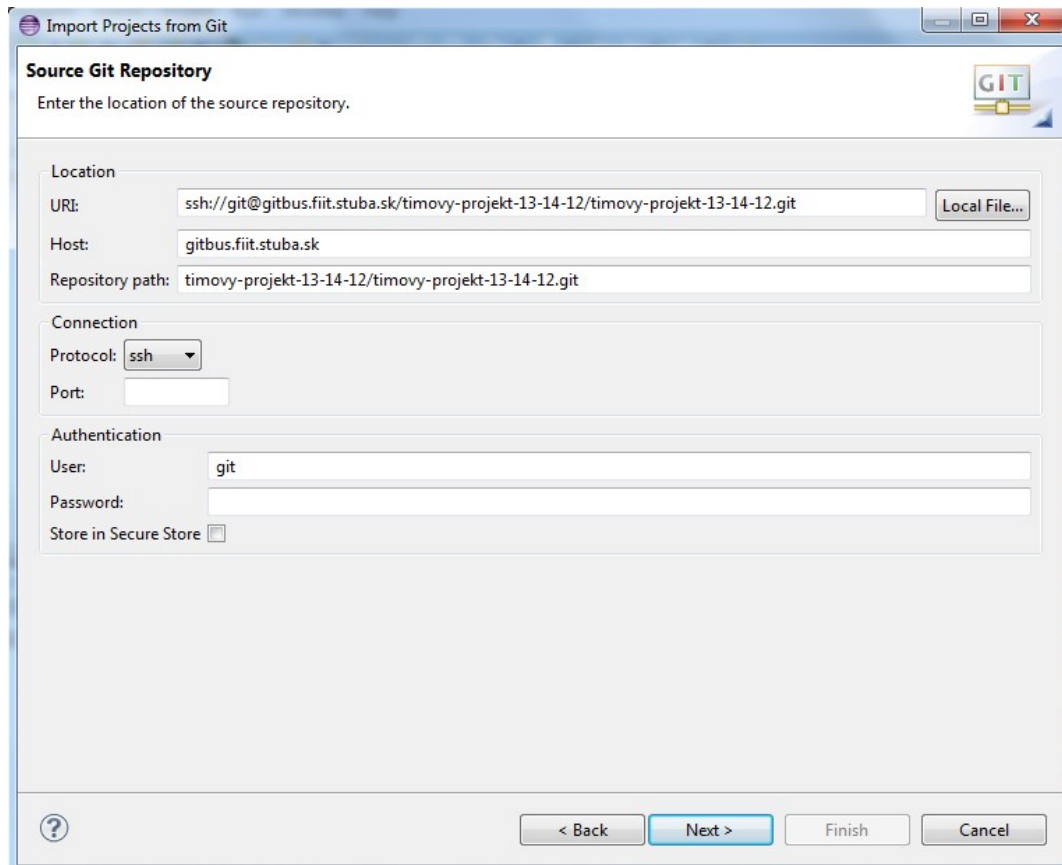 Import Projects from Git
Source Git Repository
Enter the location of the source repository.
GIT
Location
URI: ssh://git@gitbus.fiit.stuba.sk/timovy-projekt-13-14-12/timovy-projekt-13-14-12.git Local File...
Host: gitbus.fiit.stuba.sk
Repository path: timovy-projekt-13-14-12/timovy-projekt-13-14-12.git
Connection
Protocol: ssh
Port:
Authentication
User: git
Password:
Store in Secure Store
? < Back Next > Finish Cancel